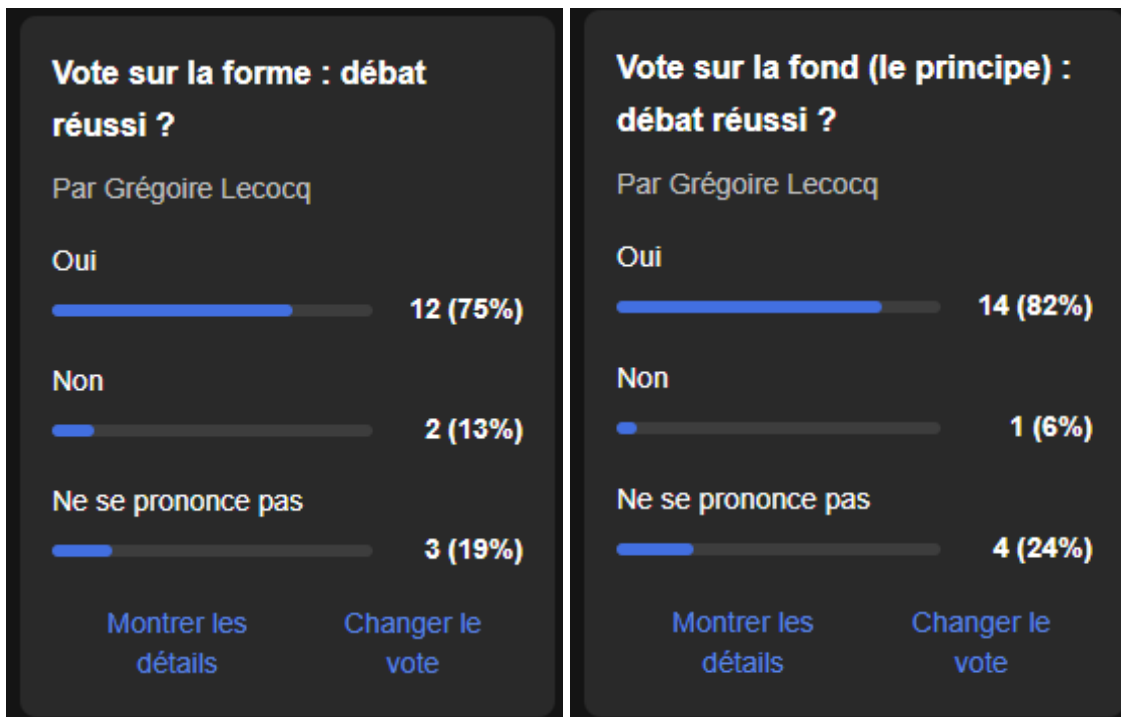 Vote sur la forme : débat
réussi ?
Par Grégoire Lecocq
Oui
12 (75%)
Non
2 (13%)
Ne se prononce pas
3 (19%)
Montrer les
détails
Changer le
vote
Vote sur la fond (le principe) :
débat réussi ?
Par Grégoire Lecocq
Oui
14 (82%)
Non
1 (6%)
Ne se prononce pas
4 (24%)
Montrer les
détails
Changer le
vote